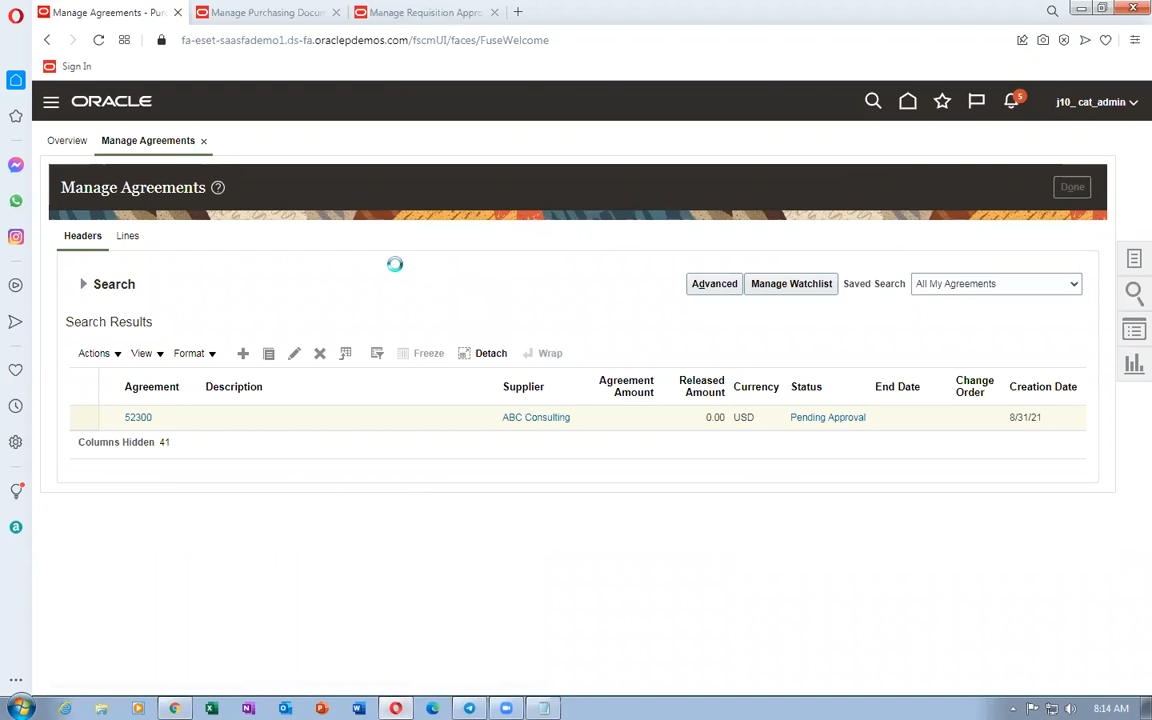 Manage Agreements - Pur
Manage Purchasing Docum
Manage Requisition Appro
fa-eset-saasfademo1.ds-fa.oraclepdemos.com/fscmUI/faces/FuseWelcome
Sign In
ORACLE
5
j10_ cat_admin
Overview
Manage Agreements
Manage Agreements
Done
Headers
Lines
Search
Advanced
Manage Watchlist
Saved Search
All My Agreements
Search Results
Actions
View
Format
Freeze
Detach
Wrap
Agreement
Description
Supplier
Agreement Amount
Released Amount
Currency
Status
End Date
Change Order
Creation Date
52300
ABC Consulting
0.00
USD
Pending Approval
8/31/21
Columns Hidden 41
8:14 AM